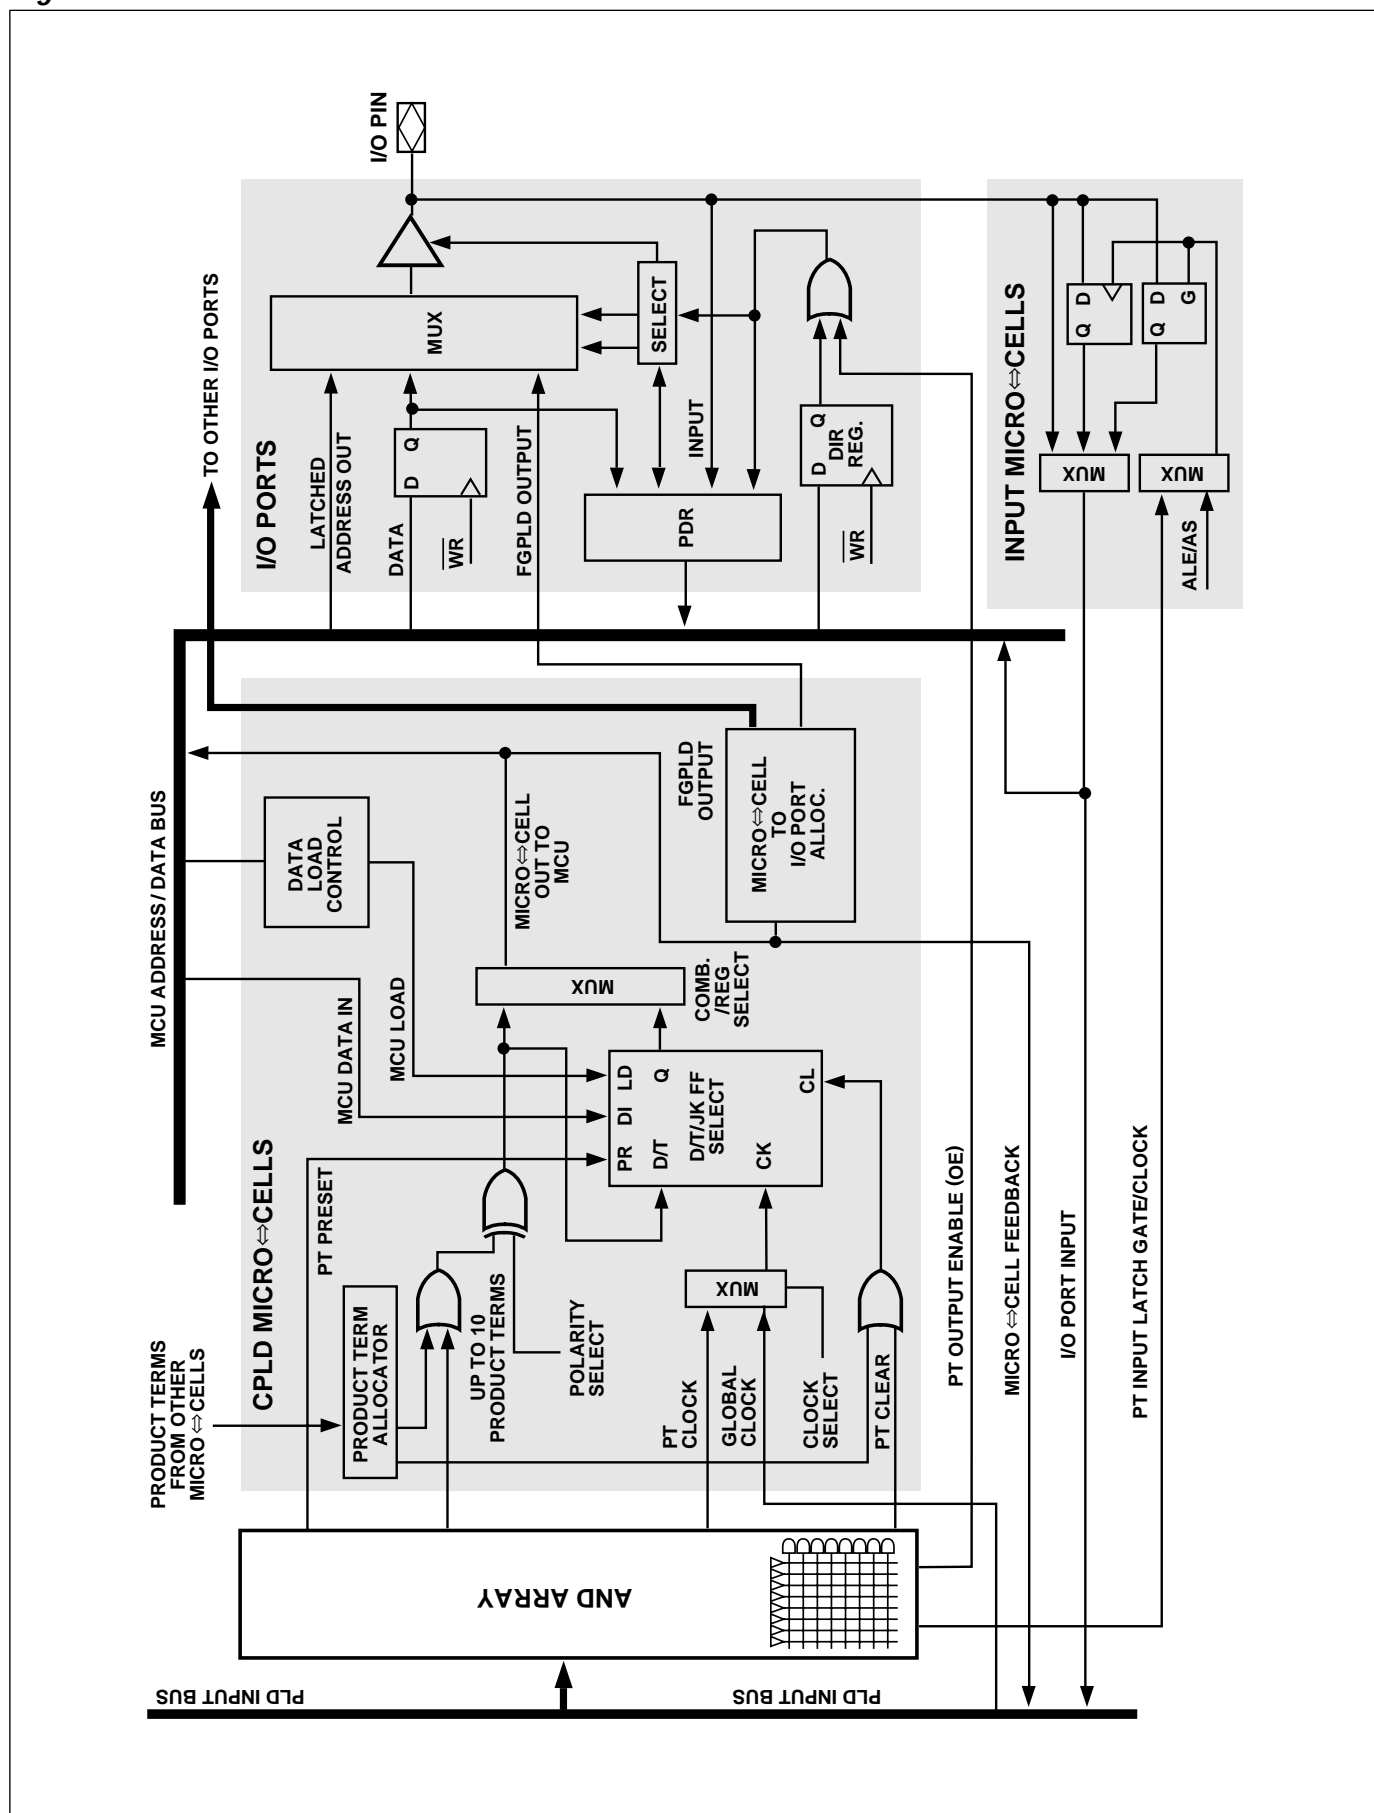 PLD INPUT BUS
PLD INPUT BUS
AND ARRAY
PRODUCT TERMS
FROM OTHER
MICRO⇔CELLS
CPLD MICRO⇔CELLS
PT PRESET
PRODUCT TERM
ALLOCATOR
UP TO 10
PRODUCT TERMS
POLARITY
SELECT
PT
CLOCK
GLOBAL
CLOCK
CLOCK
SELECT
PT CLEAR
MUX
MCU ADDRESS / DATA BUS
MCU DATA IN
MCU LOAD
DATA
LOAD
CONTROL
PR DI LD
D/T Q
D/T/JK FF
SELECT
CK
CL
MUX
COMB.
/REG
SELECT
MICRO⇔CELL
OUT TO
MCU
FGPLD
OUTPUT
MICRO⇔CELL
TO
I/O PORT
ALLOC.
TO OTHER I/O PORTS
I/O PORTS
LATCHED
ADDRESS OUT
DATA
D Q
WR
FGPLD OUTPUT
MUX
SELECT
PDR
INPUT
D Q
DIR
REG.
WR
I/O PIN
PT OUTPUT ENABLE (OE)
MICRO⇔CELL FEEDBACK
I/O PORT INPUT
PT INPUT LATCH GATE/CLOCK
INPUT MICRO⇔CELLS
MUX
MUX
ALE/AS
Q D
Q D
G